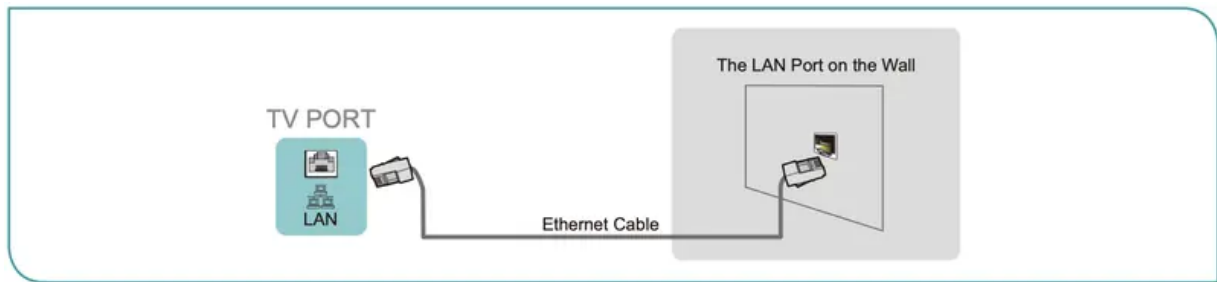 The LAN Port on the Wall
TV PORT
LAN
Ethernet Cable